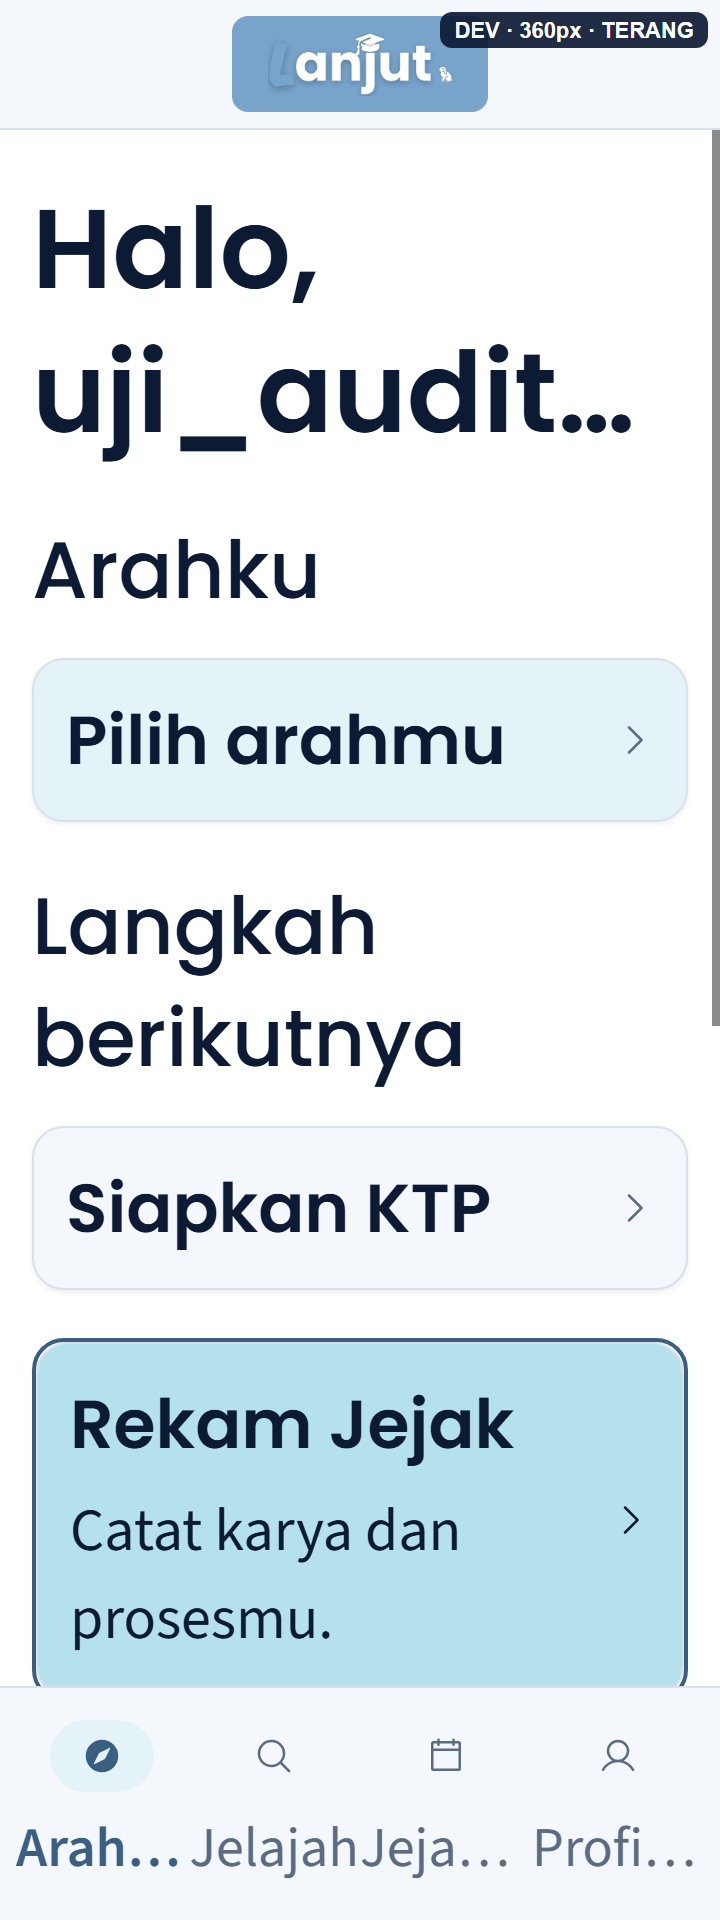 Lanjut
DEV · 360px · TERANG
Halo,
uji_audit...
Arahku
Pilih arahmu
Langkah
berikutnya
Siapkan KTP
Rekam Jejak
Catat karya dan
prosesmu.
Arah... Jelajah Jeja... Profi...